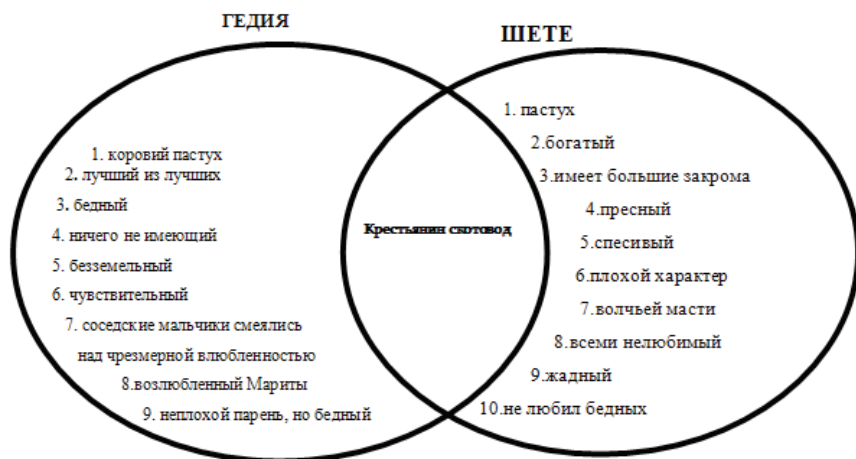 ГЕДИЯ
ШЕТЕ
1. коровий пастух
2. лучший из лучших
3. бедный
4. ничего не имеющий
5. безземельный
6. чувствительный
7. соседские мальчики смеялись
над чрезмерной влюбленностью
8.возлюбленный Мариты
9. неплохой парень, но бедный
Крестьянин скотовод
1. пастух
2.богатый
3.имеет большие закрома
4.пресный
5.спесивый
6.плохой характер
7.волчьей масти
8.всеми нелюбимый
9.жадный
10.не любил бедных